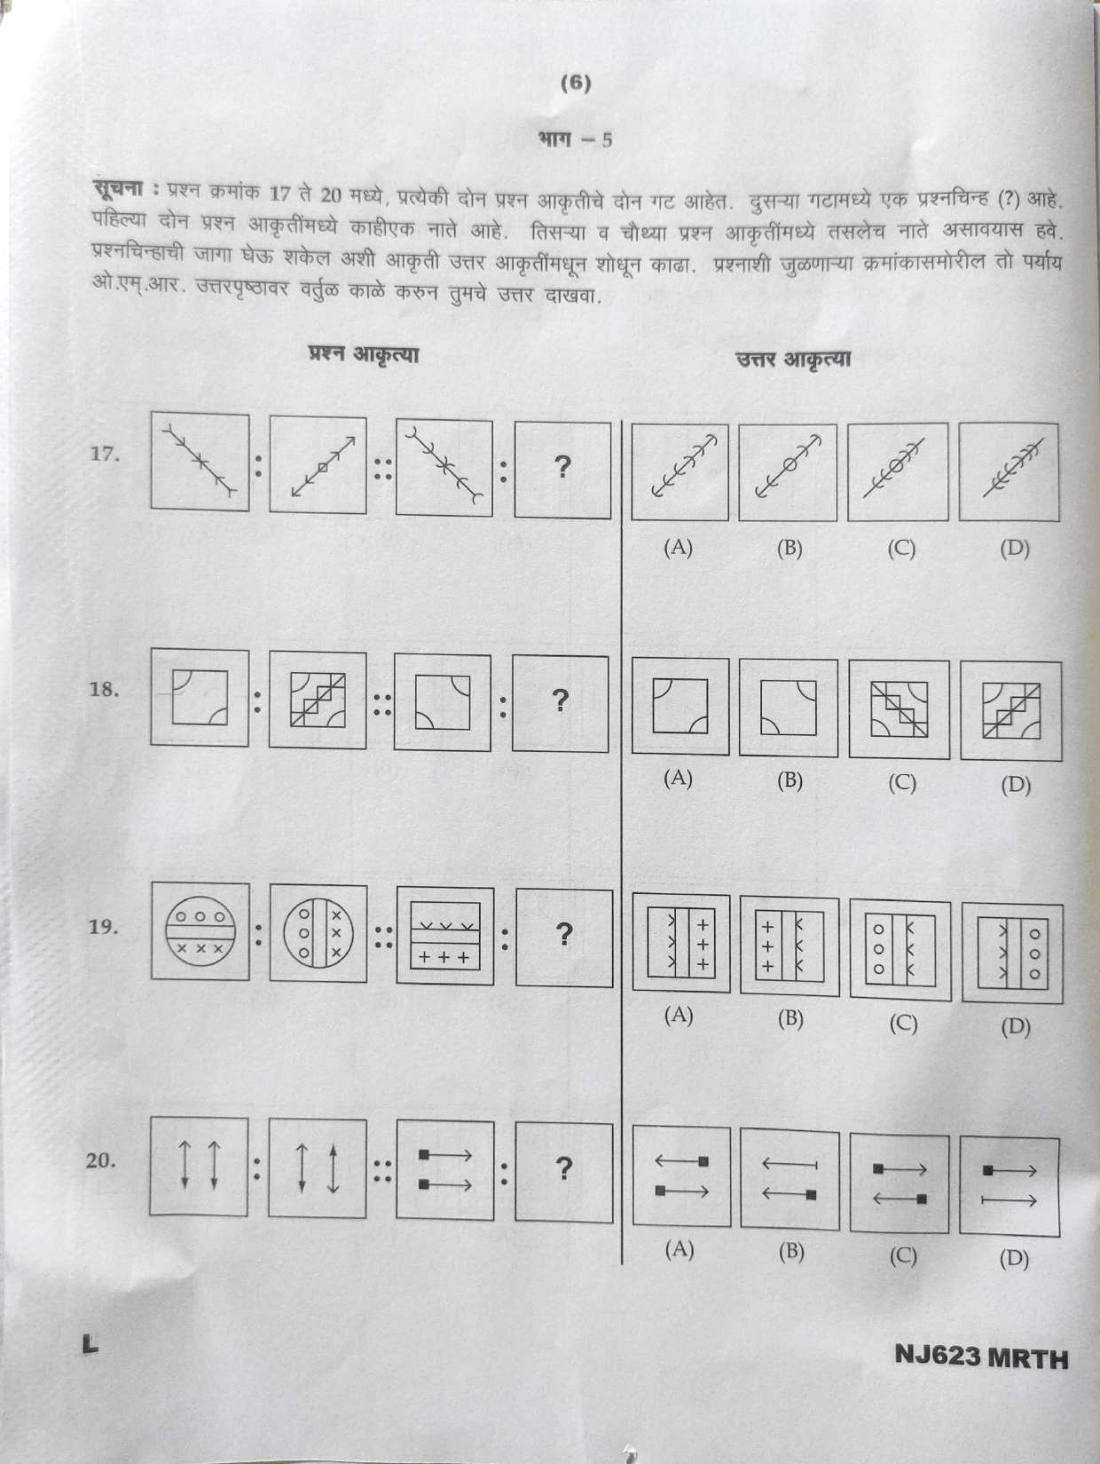 (6)
भाग - 5
सूचना : प्रश्न क्रमांक 17 ते 20 मध्ये, प्रत्येकी दोन प्रश्न आकृतीचे दोन गट आहेत. दुसऱ्या गटामध्ये एक प्रश्नचिन्ह (?) आहे.
पहिल्या दोन प्रश्न आकृतींमध्ये काहीएक नाते आहे. तिसऱ्या व चौथ्या प्रश्न आकृतींमध्ये तसलेच नाते असावयास हवे.
प्रश्नचिन्हाची जागा घेऊ शकेल अशी आकृती उत्तर आकृतींमधून शोधून काढा. प्रश्नाशी जुळणाऱ्या क्रमांकासमोरील तो पर्याय
ओ.एम्.आर. उत्तरपृष्ठावर वर्तुळ काळे करुन तुमचे उत्तर दाखवा.
प्रश्न आकृत्या उत्तर आकृत्या
17. : :: : ?
(A) (B) (C) (D)
18. : :: : ?
(A) (B) (C) (D)
19. : :: : ?
(A) (B) (C) (D)
20. : :: : ?
(A) (B) (C) (D)
L NJ623 MRTH